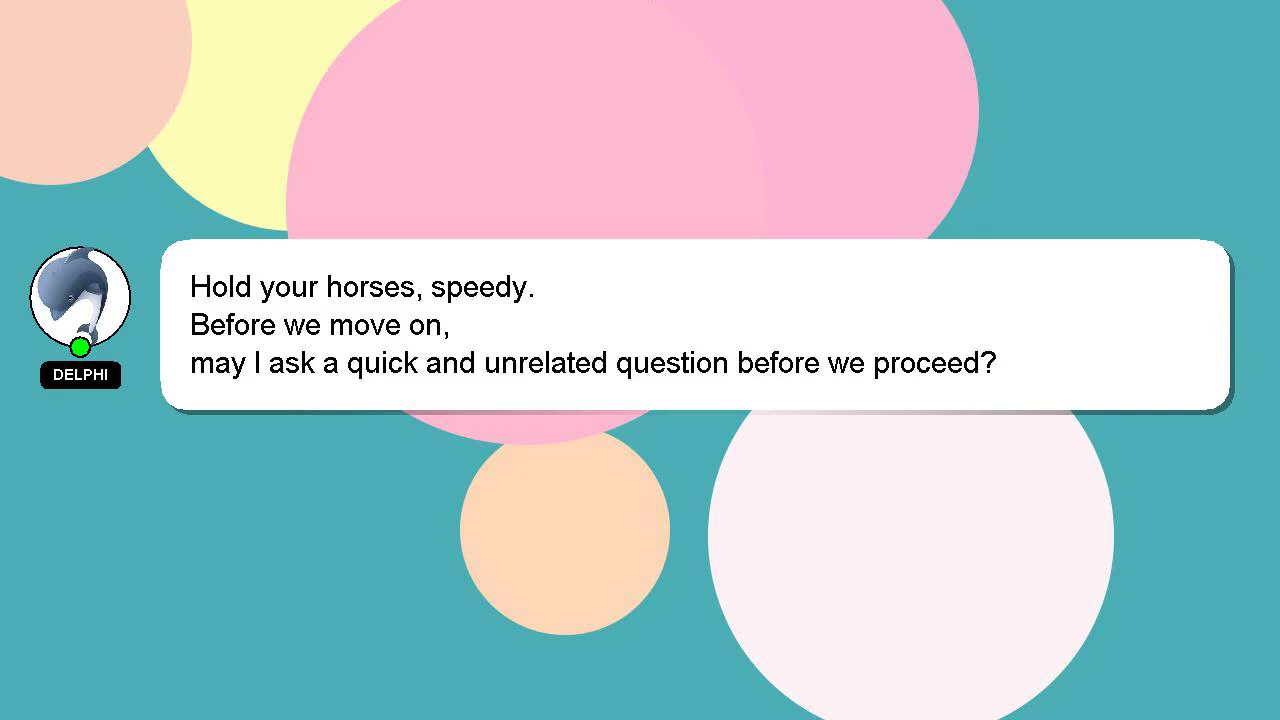 Hold your horses, speedy.
Before we move on,
may I ask a quick and unrelated question before we proceed?
DELPHI